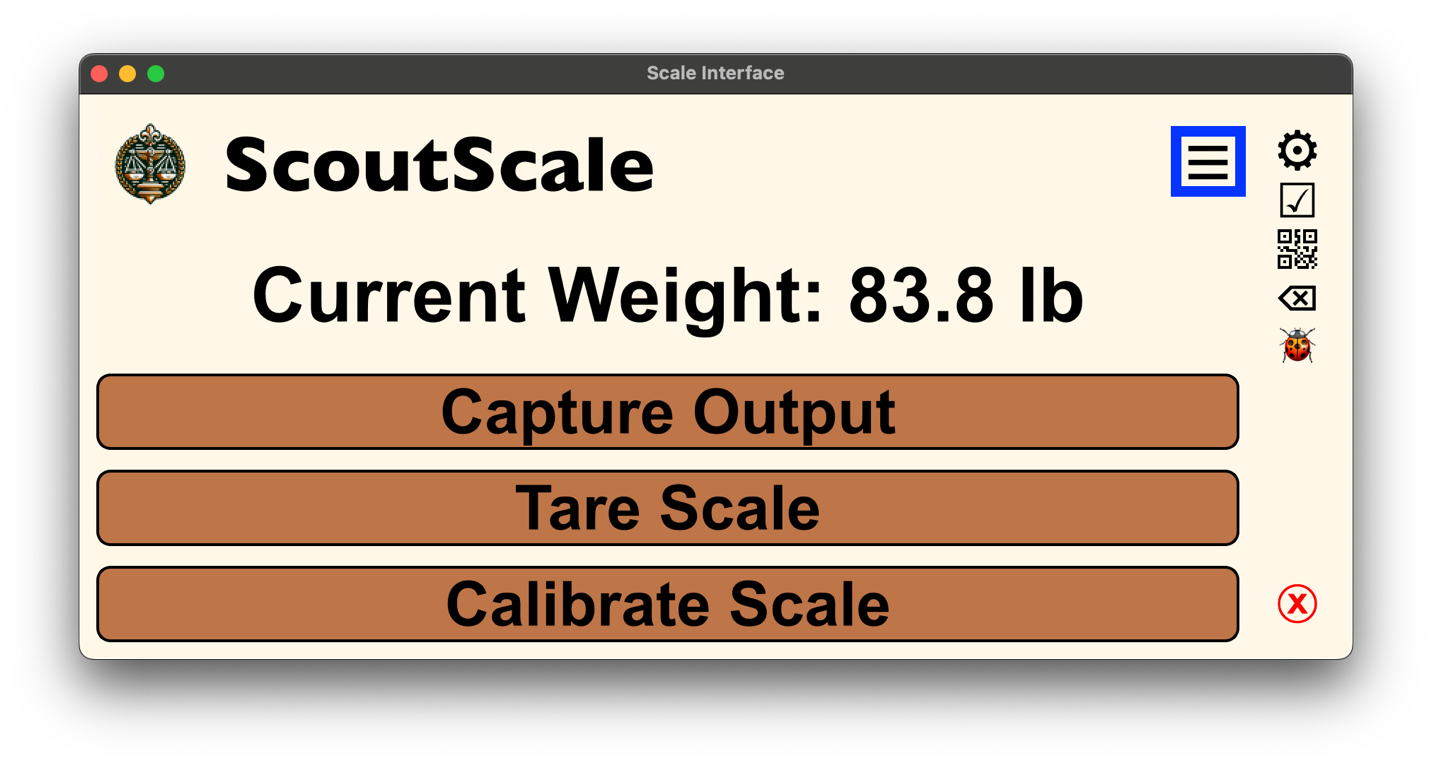 Scale Interface
ScoutScale
Current Weight: 83.8 lb
Capture Output
Tare Scale
Calibrate Scale